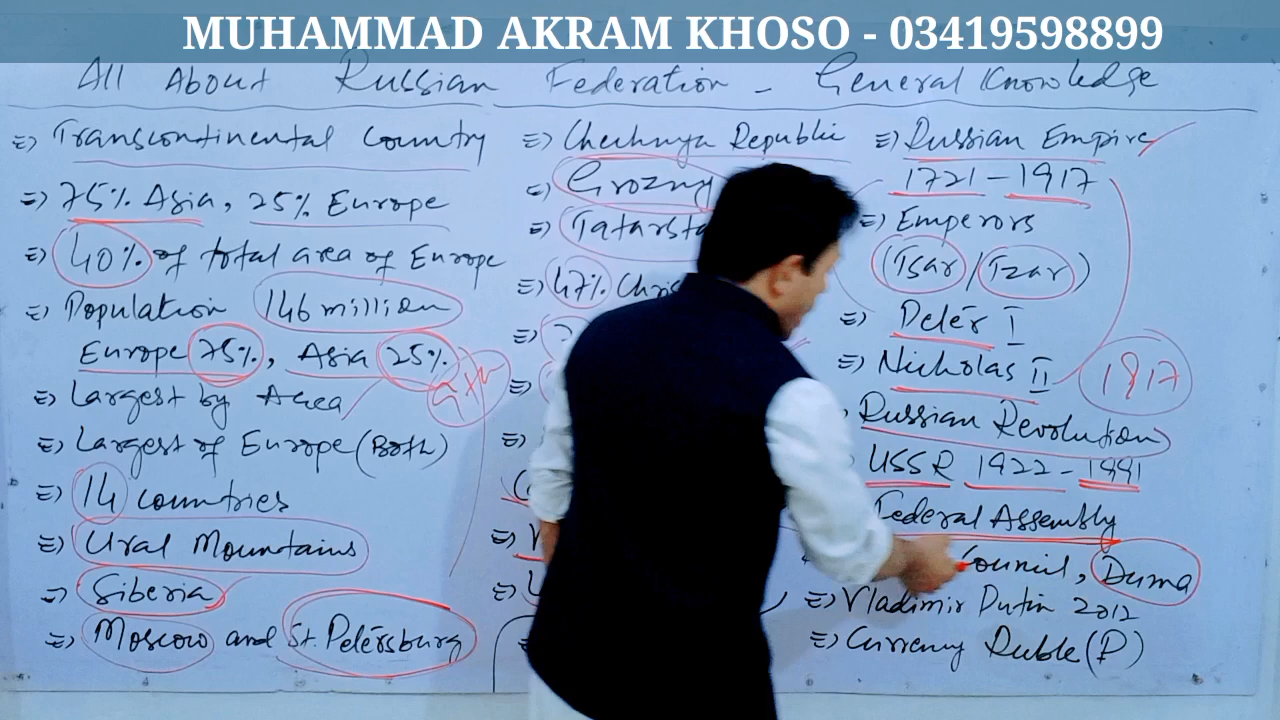 MUHAMMAD AKRAM KHOSO - 03419598899
All About Russian Federation - General Knowledge
=) Transcontinental Country
=) 75% Asia, 25% Europe
=) 40% of total area of Europe
=) Population 146 million
Europe 75%, Asia 25%
=) Largest by Area
=) Largest of Europe (Both)
=) 14 countries
=) Ural Mountains
=) Siberia
=) Moscow and St. Petersburg
=) Chechnya Republic
=) Grozny
=)
=) 47%
=)
=)
=)
=)
=)
=) Russian Empire
1721 - 1917
=) Emperors
(Tsar / Tzar)
=) Peter I
=) Nicholas II
1917
Russian Revolution
USSR 1922 - 1991
Federal Assembly
Council, Duma
=) Vladimir Putin 2012
=) Currency Ruble (₽)